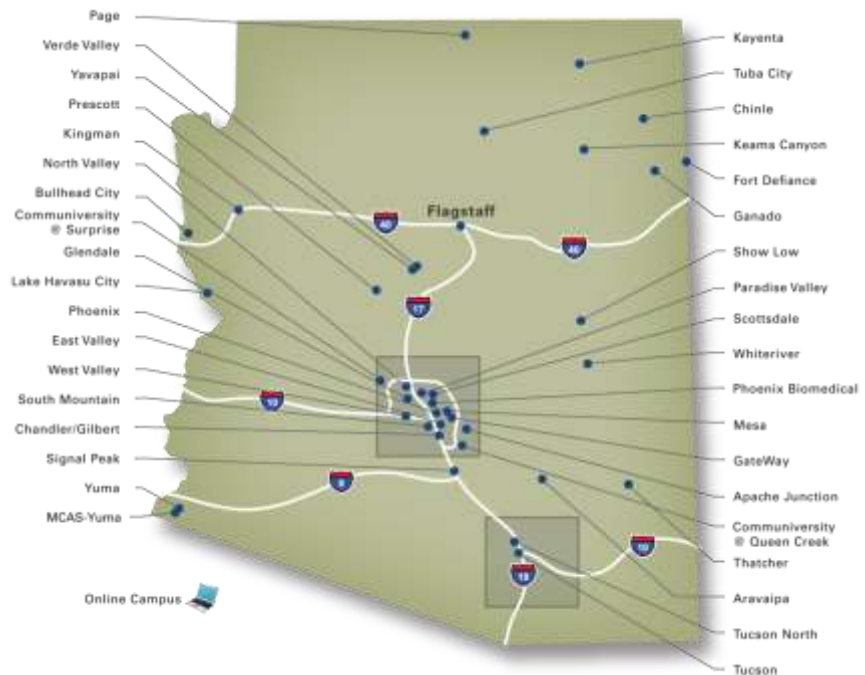 Page
Verde Valley
Yavapai
Prescott
Kingman
North Valley
Bullhead City
Communiversity
@ Surprise
Glendale
Lake Havasu City
Phoenix
East Valley
West Valley
South Mountain
Chandler/Gilbert
Signal Peak
Yuma
MCAS-Yuma
Online Campus
Flagstaff
40
40
17
10
8
10
19
Kayenta
Tuba City
Chinle
Keams Canyon
Fort Defiance
Ganado
Show Low
Paradise Valley
Scottsdale
Whiteriver
Phoenix Biomedical
Mesa
GateWay
Apache Junction
Communiversity
@ Queen Creek
Thatcher
Aravaipa
Tucson North
Tucson